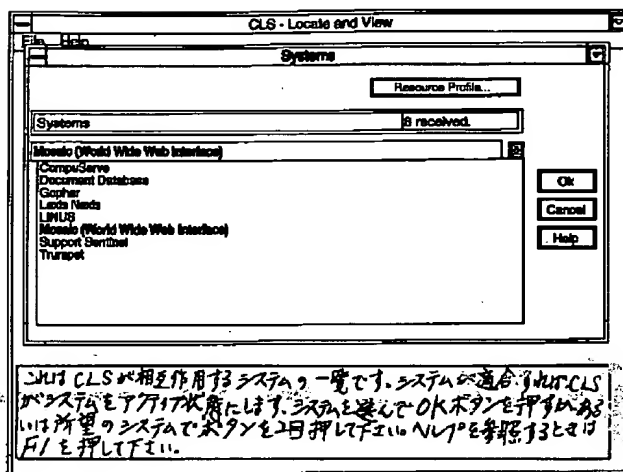 CLS - Locate and View
File Help
Systems
Resource Profile...
Systems 8 received.
Mosaic (World Wide Web Interface)
CompuServe
Document Database
Gopher
Lexis Nexis
LINUS
Mosaic (World Wide Web Interface)
Support Sentinel
Trumpet
Ok
Cancel
Help
これは CLSが相互作用するシステムの一覧です。システムが適合すればCLS
がシステムをアクティブ状態にします。システムを選んでOKボタンを押すかある
いは所望のシステムでボタンを2回押して下さい。ヘルプを参照するときは
F1を押して下さい。